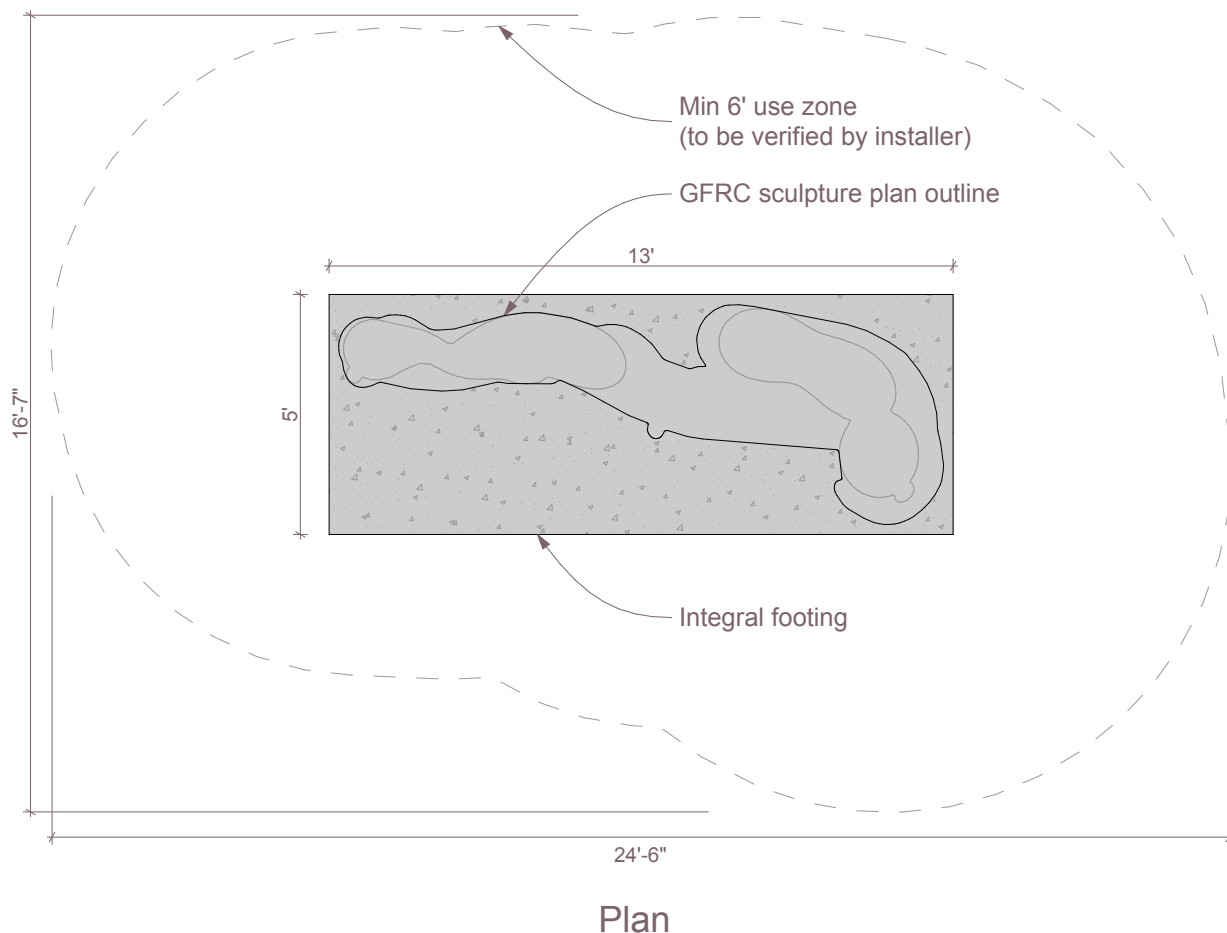 Min 6' use zone
(to be verified by installer)
GFRC sculpture plan outline
13'
16'-7"
5'
Integral footing
24'-6"
Plan